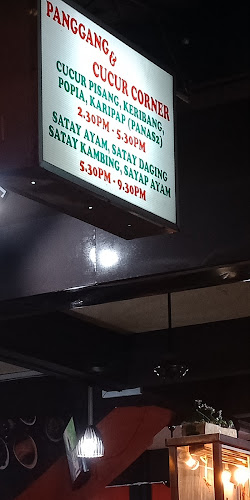 PANGGANG &
CUCUR CORNER
CUCUR PISANG, KERIBANG,
POPIA, KARIPAP (PANAS2)
2.30PM - 5.30PM
SATAY AYAM, SATAY DAGING
SATAY KAMBING, SAYAP AYAM
5.30PM - 9.30PM